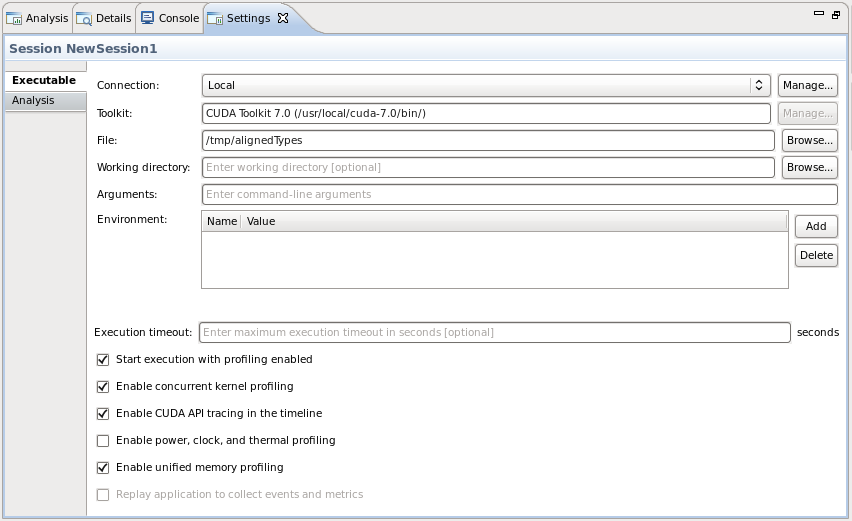 Analysis Details Console Settings
Session NewSession1
Executable
Analysis
Connection: Local Manage...
Toolkit: CUDA Toolkit 7.0 (/usr/local/cuda-7.0/bin/) Manage...
File: /tmp/alignedTypes Browse...
Working directory: Enter working directory [optional] Browse...
Arguments: Enter command-line arguments
Environment: Name Value Add
Delete
Execution timeout: Enter maximum execution timeout in seconds [optional] seconds
Start execution with profiling enabled
Enable concurrent kernel profiling
Enable CUDA API tracing in the timeline
Enable power, clock, and thermal profiling
Enable unified memory profiling
Replay application to collect events and metrics